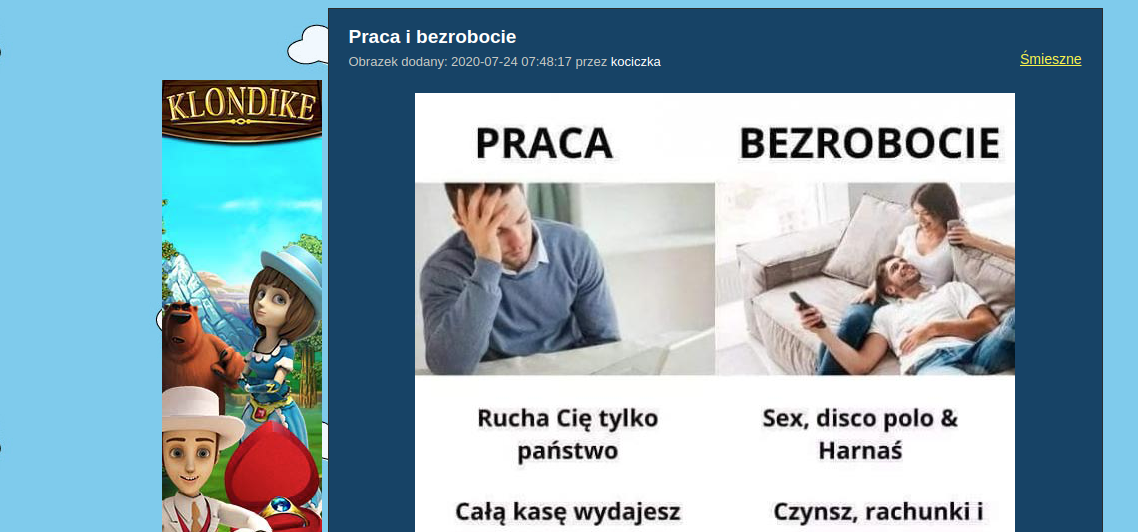 Praca i bezrobocie
Obrazek dodany: 2020-07-24 07:48:17 przez kociczka
Śmieszne
KLONDIKE
PRACA
BEZROBOCIE
Rucha Cię tylko
państwo
Sex, disco polo &
Harnaś
Całą kasę wydajesz
Czynsz, rachunki i